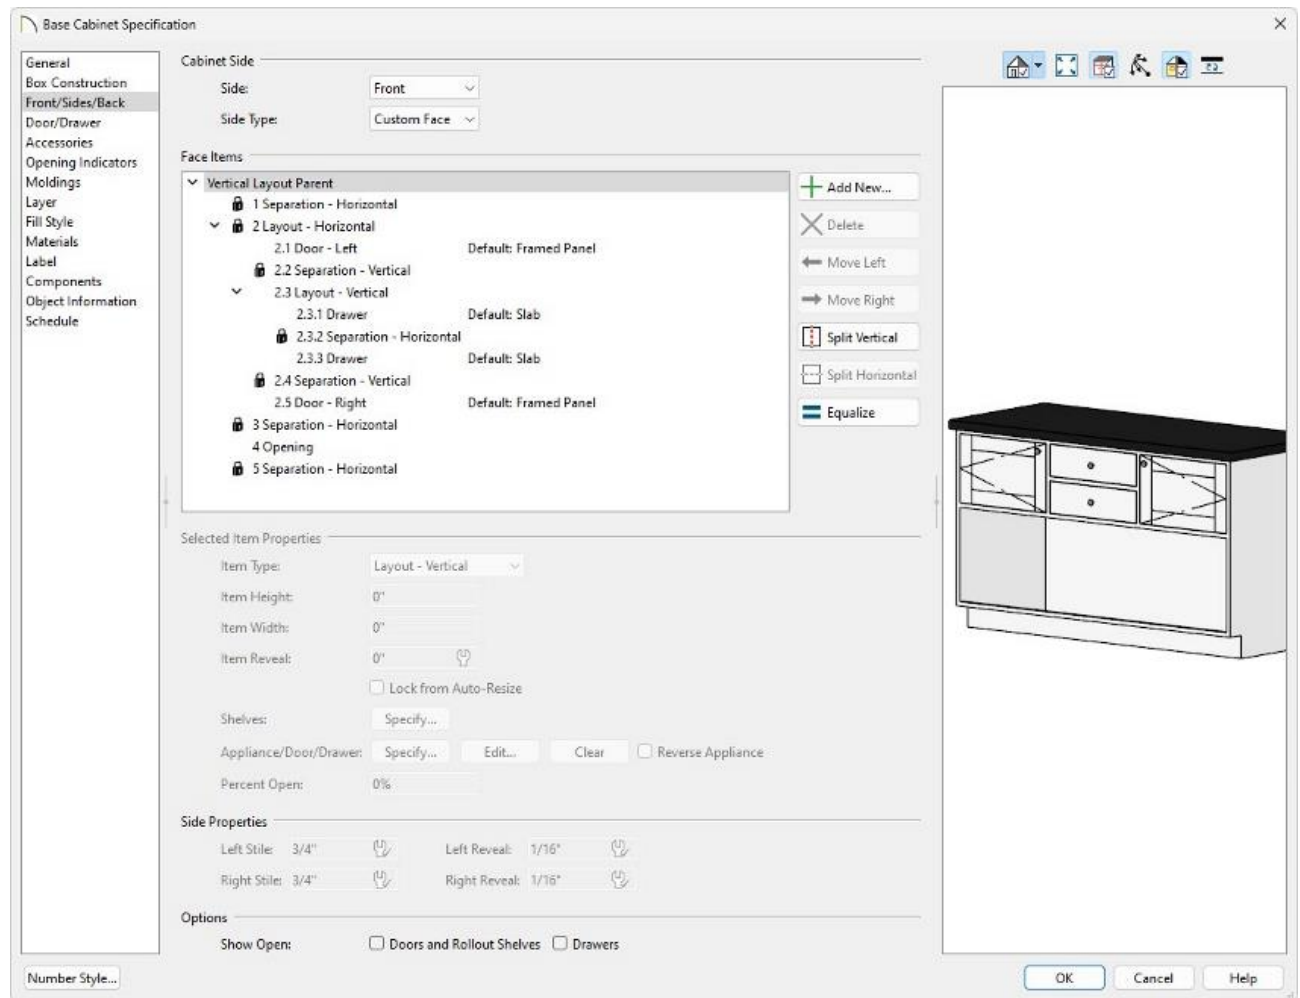 Base Cabinet Specification
General
Box Construction
Front/Sides/Back
Door/Drawer
Accessories
Opening Indicators
Moldings
Layer
Fill Style
Materials
Label
Components
Object Information
Schedule
Cabinet Side
Side: Front
Side Type: Custom Face
Face Items
Vertical Layout Parent
1 Separation - Horizontal
2 Layout - Horizontal
2.1 Door - Left Default: Framed Panel
2.2 Separation - Vertical
2.3 Layout - Vertical
2.3.1 Drawer Default: Slab
2.3.2 Separation - Horizontal
2.3.3 Drawer Default: Slab
2.4 Separation - Vertical
2.5 Door - Right Default: Framed Panel
3 Separation - Horizontal
4 Opening
5 Separation - Horizontal
Add New...
Delete
Move Left
Move Right
Split Vertical
Split Horizontal
Equalize
Selected Item Properties
Item Type: Layout - Vertical
Item Height: 0"
Item Width: 0"
Item Reveal: 0"
Lock from Auto-Resize
Shelves: Specify...
Appliance/Door/Drawer: Specify... Edit... Clear Reverse Appliance
Percent Open: 0%
Side Properties
Left Stile: 3/4" Left Reveal: 1/16"
Right Stile: 3/4" Right Reveal: 1/16"
Options
Show Open: Doors and Rollout Shelves Drawers
Number Style... OK Cancel Help